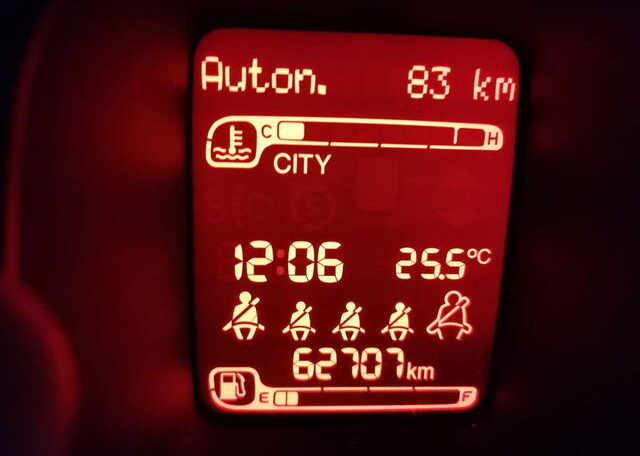 Auton. 83 km
C H
CITY
12:06 25.5°C
62707km
E F